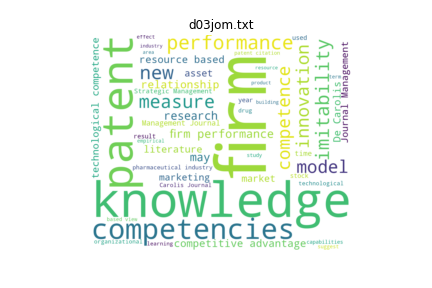 d03jom.txt
effect
industry
area
patent citation
used
performance
resource based
resource
new
asset
product
relationship
Strategic Management
measure
year
building
research
drug
Management Journal
result
firm performance
empirical
literature
time
study
may
pharmaceutical industry
market
stock
marketing
technological
Carolis Journal
model
knowledge
competencies
based view
organizational
learning
competitive advantage
capabilities
suggest
technological competence
patent
firm
competence
innovation
imitability
De Carolis
Journal Management